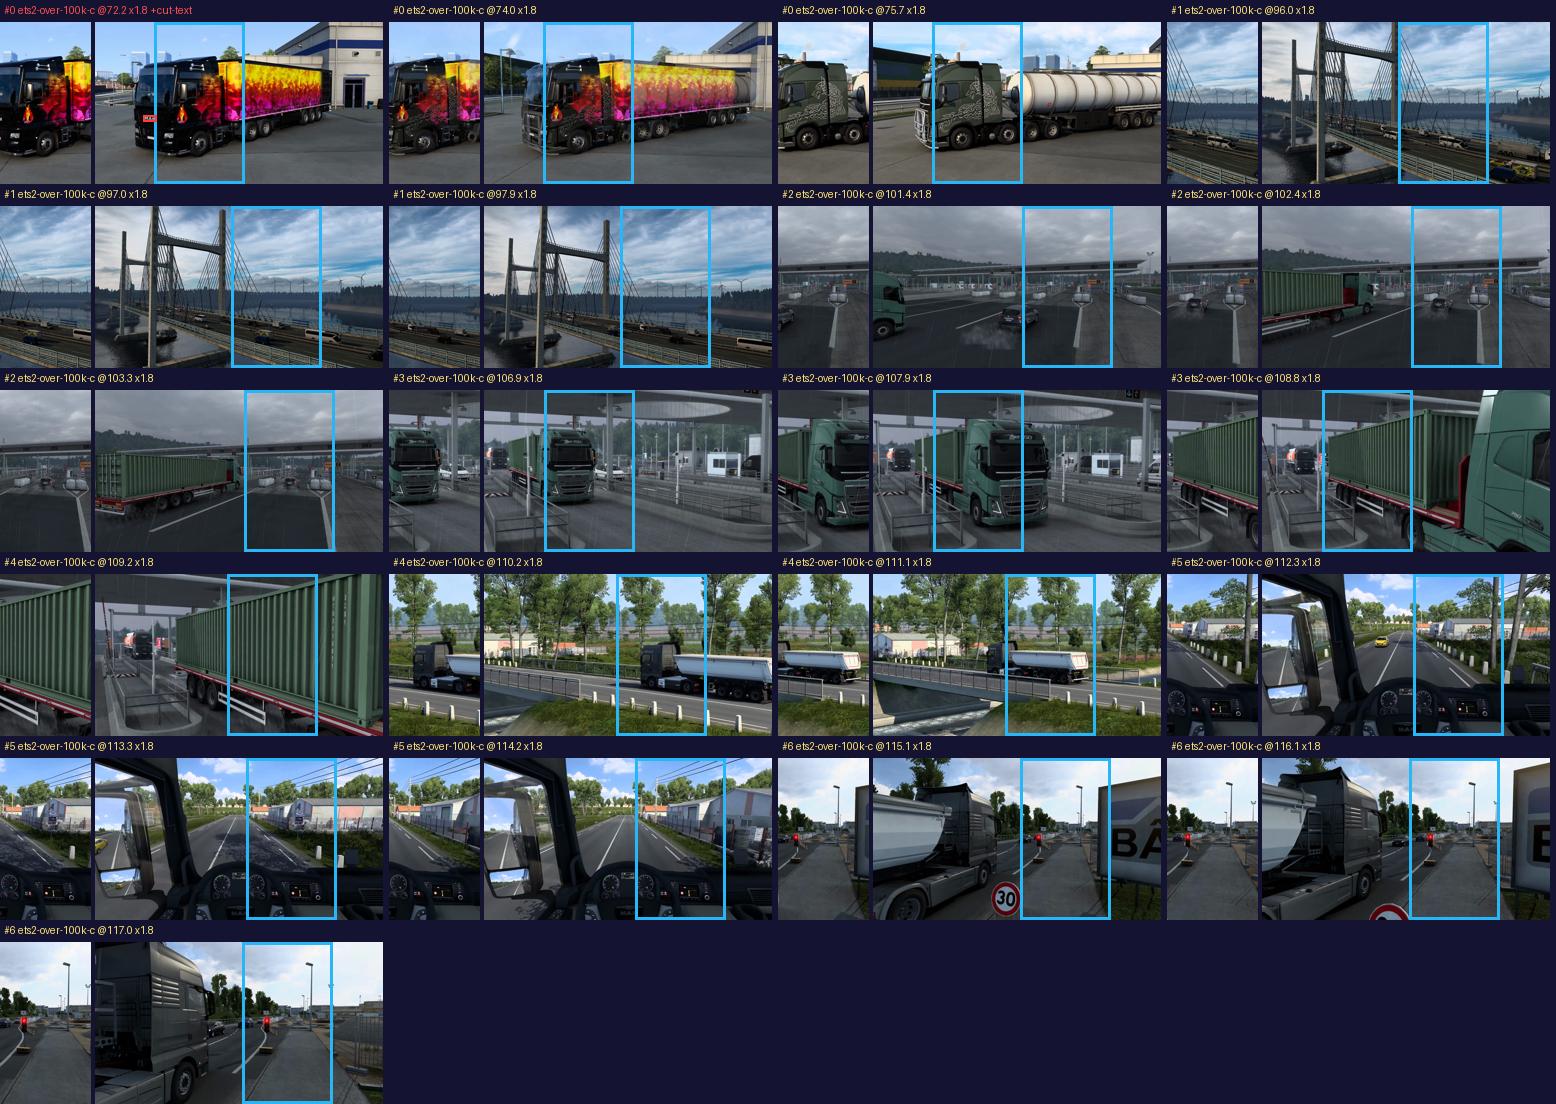 #0 ets2-over-100k-c @72.2 x1.8 +cut-text
#0 ets2-over-100k-c @74.0 x1.8
#0 ets2-over-100k-c @75.7 x1.8
#1 ets2-over-100k-c @96.0 x1.8
#1 ets2-over-100k-c @97.0 x1.8
#1 ets2-over-100k-c @97.9 x1.8
#2 ets2-over-100k-c @101.4 x1.8
#2 ets2-over-100k-c @102.4 x1.8
#2 ets2-over-100k-c @103.3 x1.8
#3 ets2-over-100k-c @106.9 x1.8
#3 ets2-over-100k-c @107.9 x1.8
#3 ets2-over-100k-c @108.8 x1.8
#4 ets2-over-100k-c @109.2 x1.8
#4 ets2-over-100k-c @110.2 x1.8
#4 ets2-over-100k-c @111.1 x1.8
#5 ets2-over-100k-c @112.3 x1.8
#5 ets2-over-100k-c @113.3 x1.8
#5 ets2-over-100k-c @114.2 x1.8
#6 ets2-over-100k-c @115.1 x1.8
BÂ
30
#6 ets2-over-100k-c @116.1 x1.8
#6 ets2-over-100k-c @117.0 x1.8